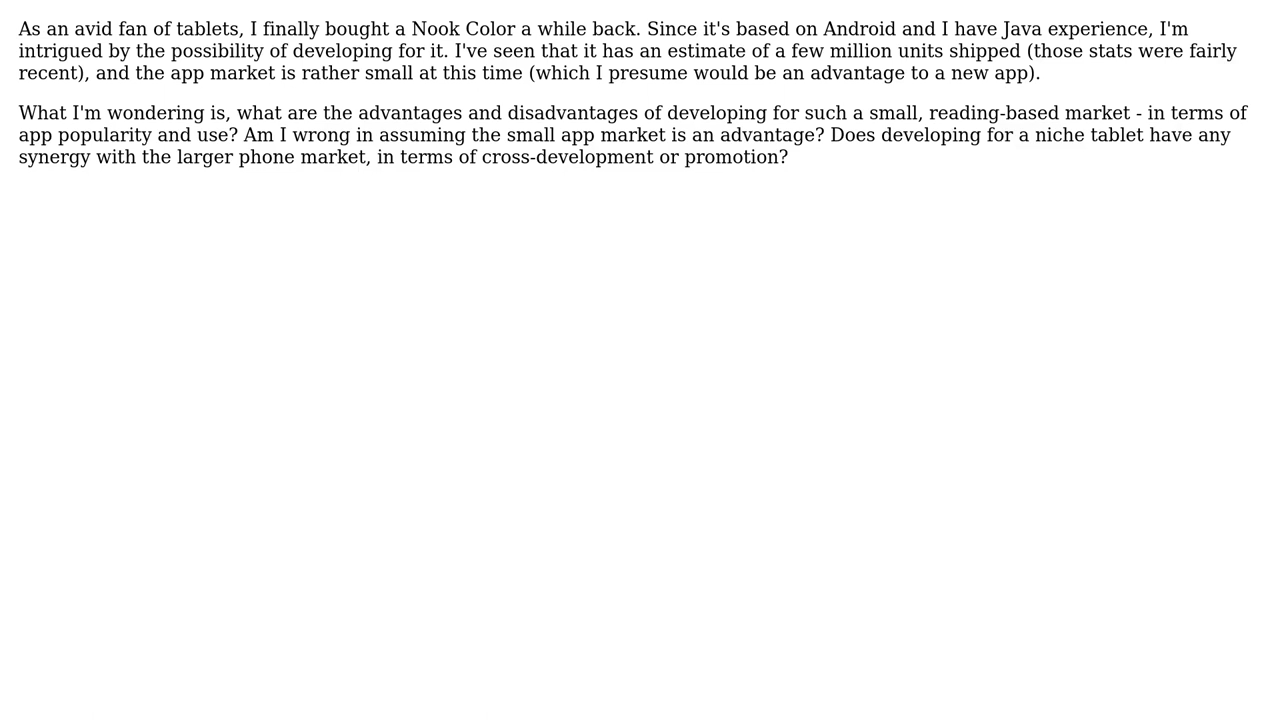 As an avid fan of tablets, I finally bought a Nook Color a while back. Since it's based on Android and I have Java experience, I'm
intrigued by the possibility of developing for it. I've seen that it has an estimate of a few million units shipped (those stats were fairly
recent), and the app market is rather small at this time (which I presume would be an advantage to a new app).
What I'm wondering is, what are the advantages and disadvantages of developing for such a small, reading-based market - in terms of
app popularity and use? Am I wrong in assuming the small app market is an advantage? Does developing for a niche tablet have any
synergy with the larger phone market, in terms of cross-development or promotion?